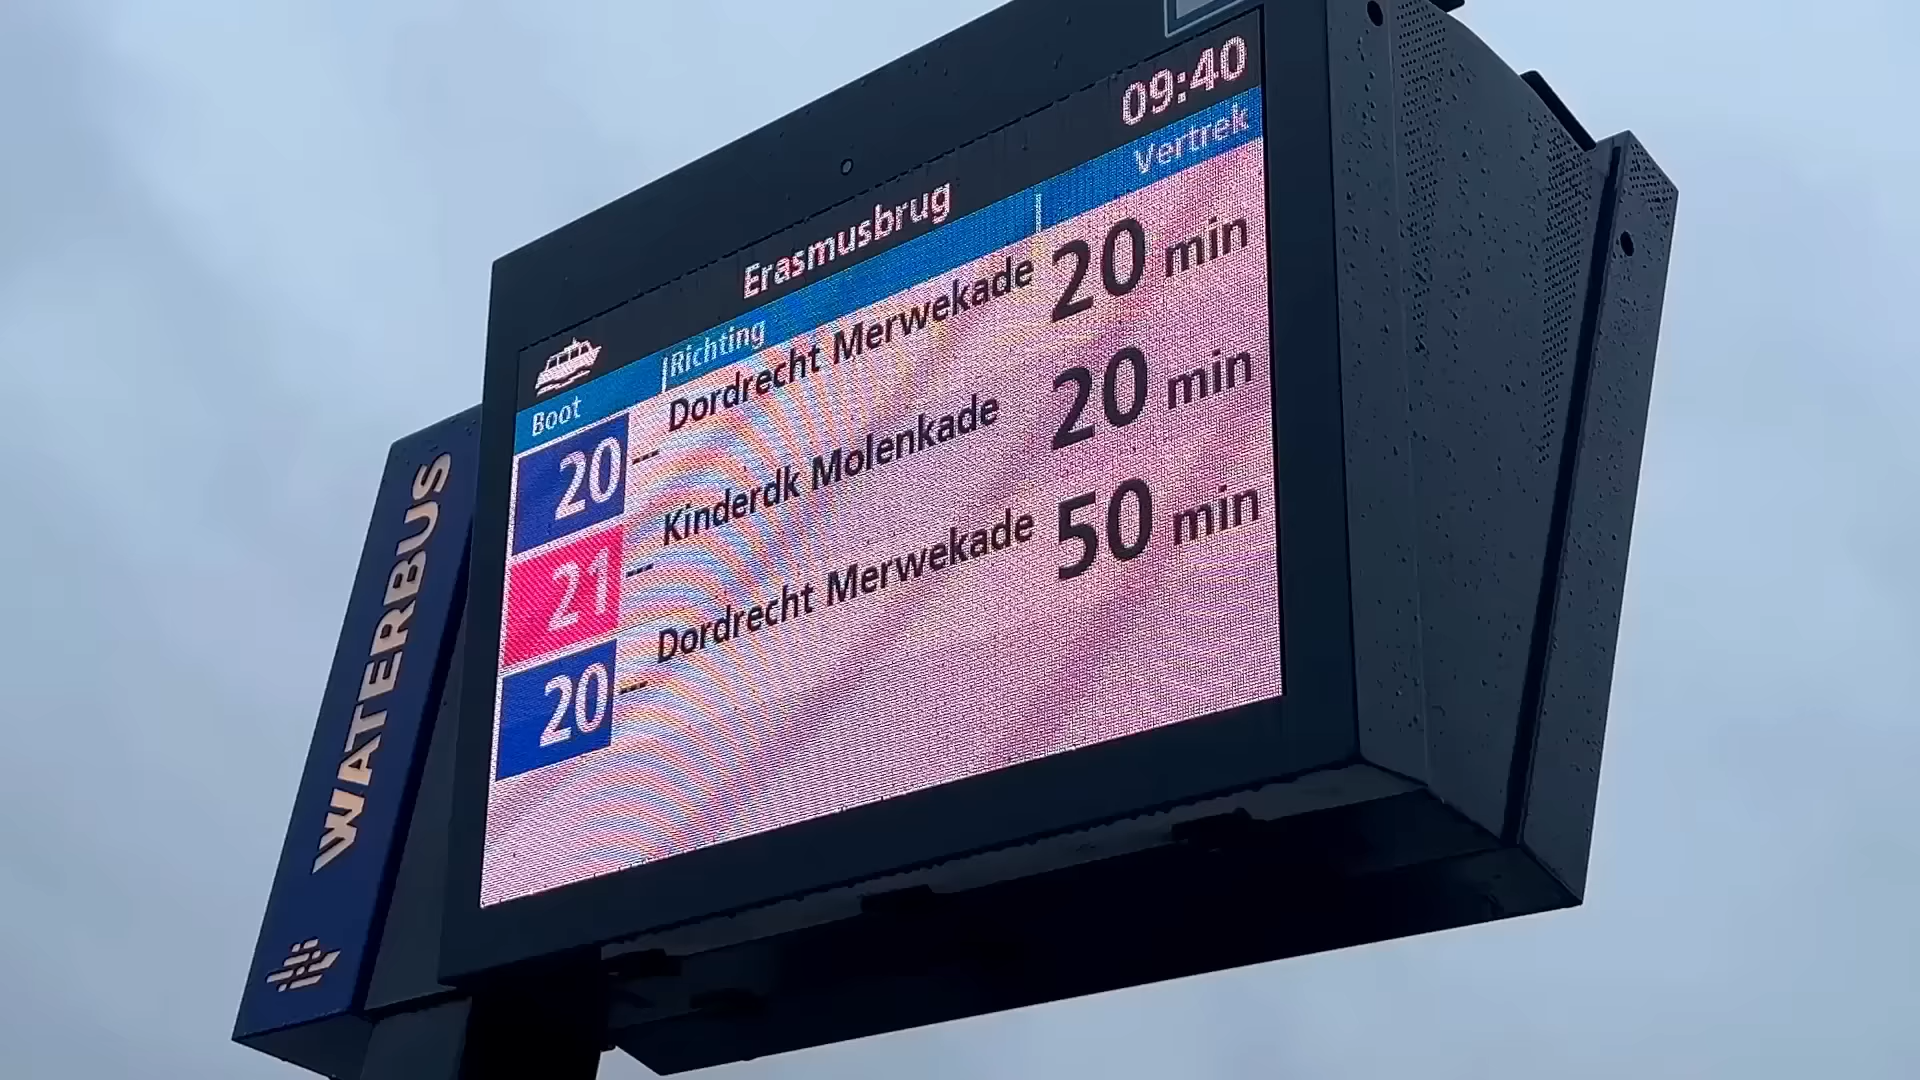 09:40
Erasmusbrug
Boot Richting Vertrek
20 --- Dordrecht Merwekade 20 min
21 --- Kinderdk Molenkade 20 min
20 --- Dordrecht Merwekade 50 min
WATERBUS